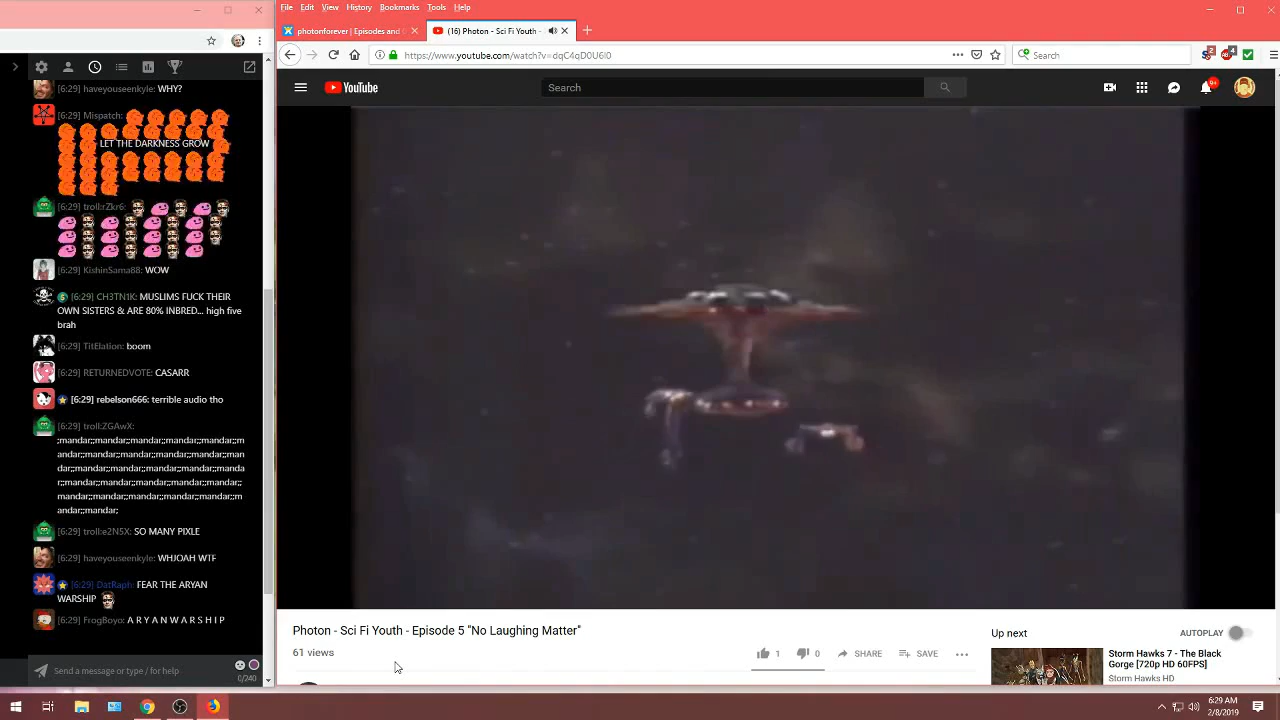 File Edit View History Bookmarks Tools Help
photonforever | Episodes and
(16) Photon - Sci Fi Youth -
https://www.youtube.com/watch?v=dqC4qD0U6I0
Search
2
4
YouTube
Search
9+
[6:29] haveyouseenkyle: WHY?
[6:29] Mispatch:
LET THE DARKNESS GROW
[6:29] troll:rZkr6:
[6:29] KishinSama88: WOW
[6:29] CH3TN1K: MUSLIMS FUCK THEIR
OWN SISTERS & ARE 80% INBRED... high five
brah
[6:29] TitElation: boom
[6:29] RETURNEDVOTE: CASARR
[6:29] rebelson666: terrible audio tho
[6:29] troll:ZGAwX:
;mandar;;mandar;;mandar;;mandar;;mandar;;m
andar;;mandar;;mandar;;mandar;;mandar;;man
dar;;mandar;;mandar;;mandar;;mandar;;manda
r;;mandar;;mandar;;mandar;;mandar;;mandar;
;mandar;;mandar;;mandar;;mandar;;mandar;;m
andar;;mandar;
[6:29] troll:e2N5X: SO MANY PIXLE
[6:29] haveyouseenkyle: WHJOAH WTF
[6:29] DatRaph: FEAR THE ARYAN
WARSHIP
[6:29] FrogBoyo: A R Y A N W A R S H I P
Send a message or type / for help
0/240
Photon - Sci Fi Youth - Episode 5 "No Laughing Matter"
61 views
1
0
SHARE
SAVE
Up next
AUTOPLAY
Storm Hawks 7 - The Black
Gorge [720p HD 60FPS]
Storm Hawks HD
6:29 AM
2/8/2019